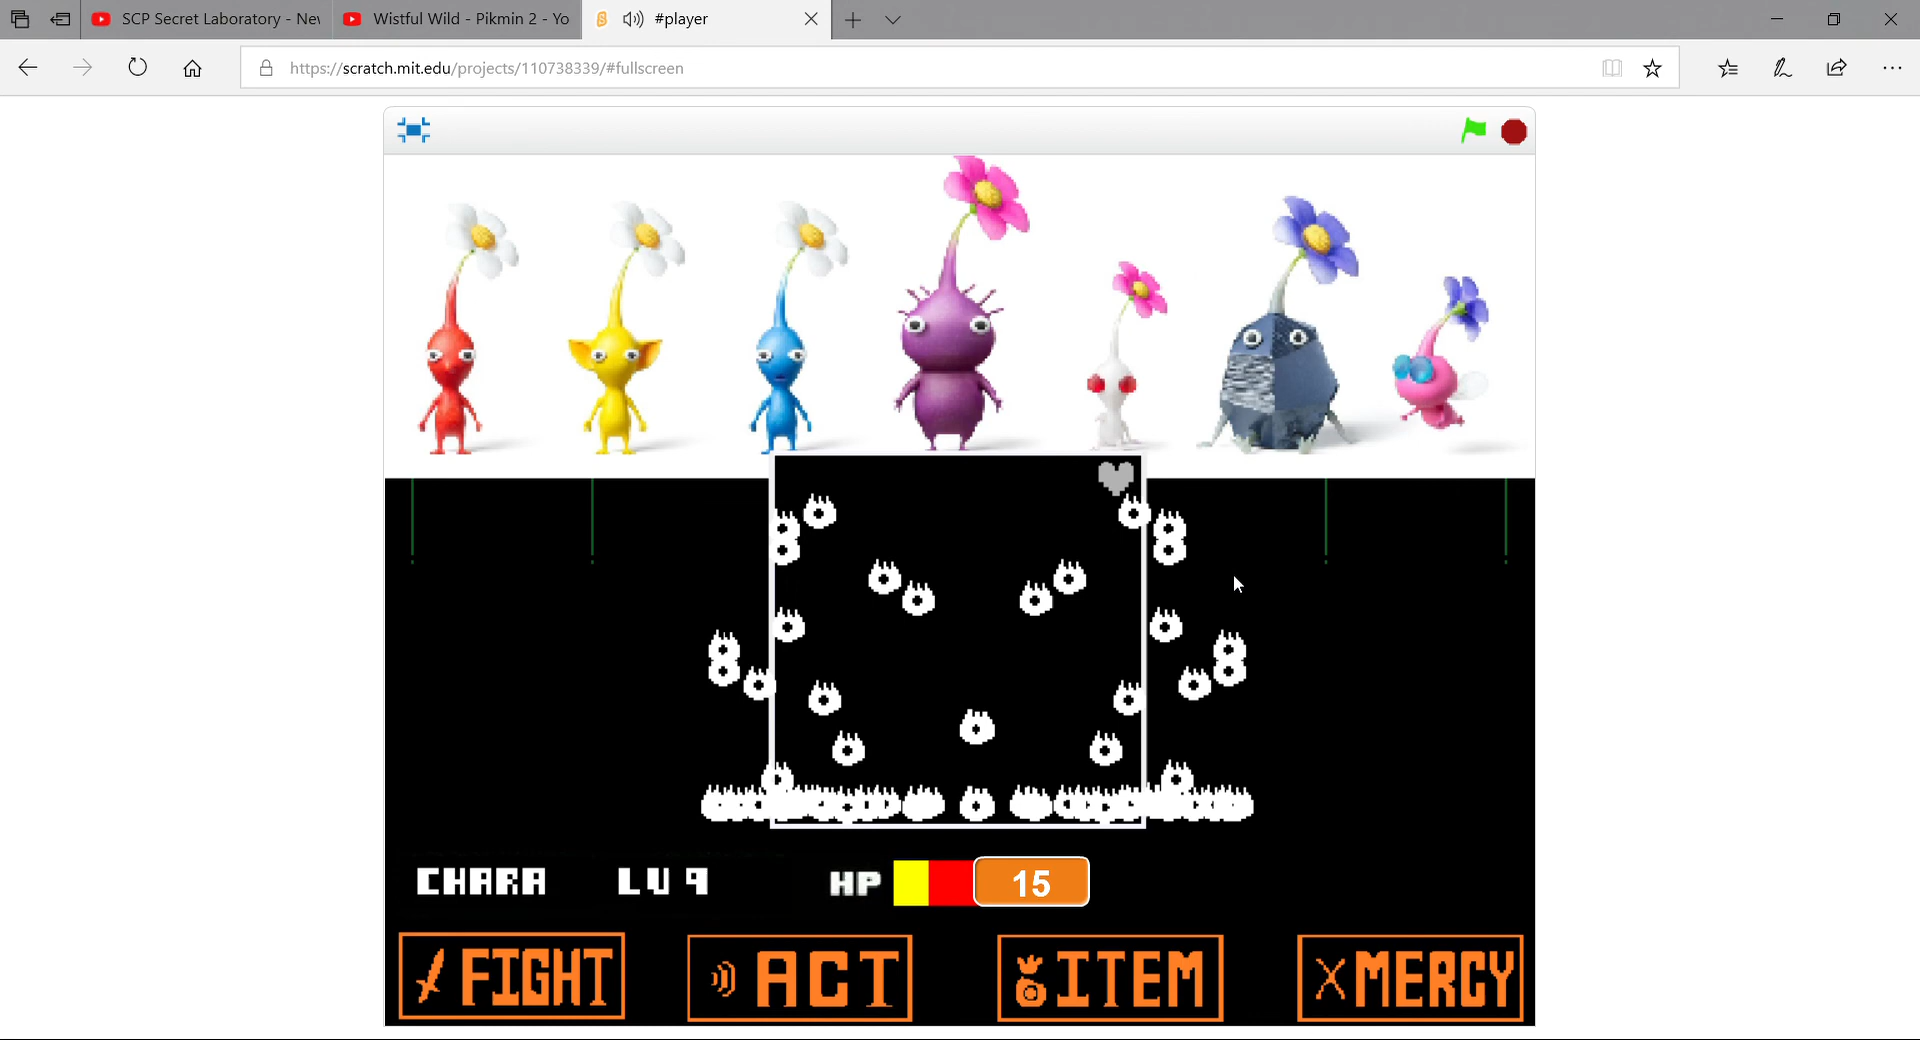 SCP Secret Laboratory - Nev
Wistful Wild - Pikmin 2 - Yo
#player
https://scratch.mit.edu/projects/110738339/#fullscreen
CHARA LV 9 HP 15
FIGHT ACT ITEM MERCY